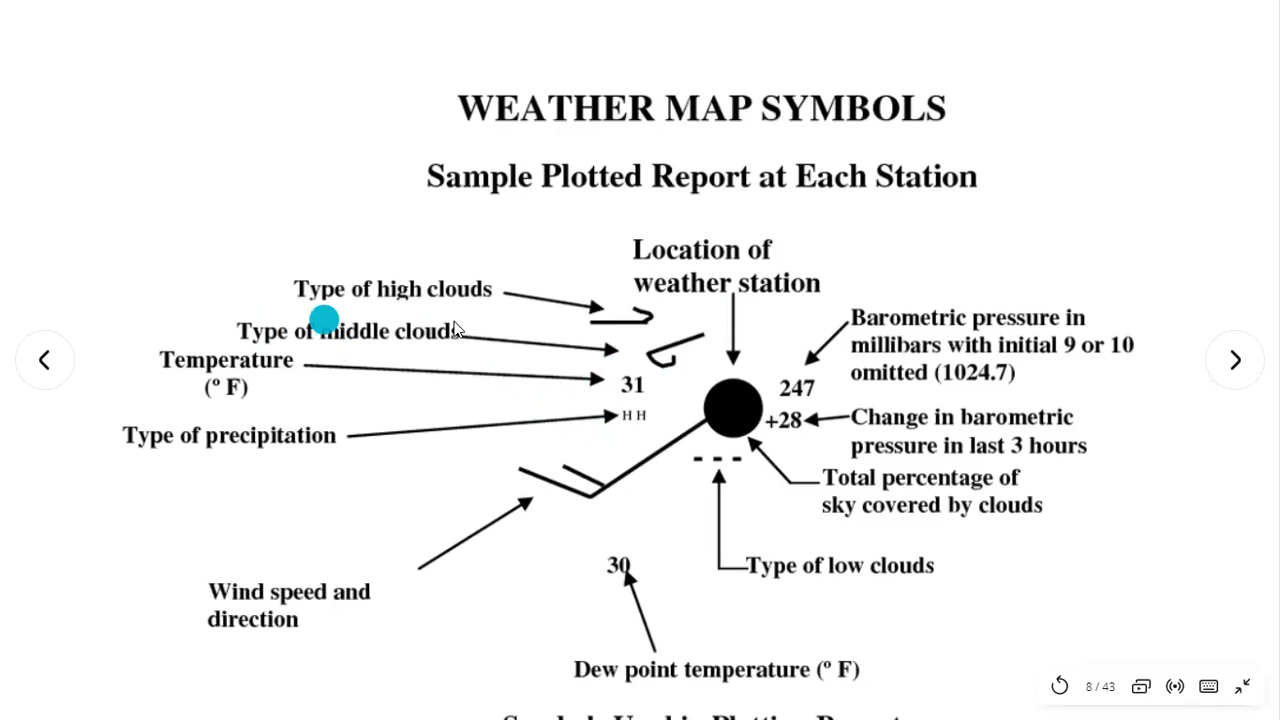 WEATHER MAP SYMBOLS
Sample Plotted Report at Each Station
Location of
weather station
Type of high clouds
Type of middle clouds
Temperature
(º F)
Type of precipitation
31
H H
247
+28
Barometric pressure in
millibars with initial 9 or 10
omitted (1024.7)
Change in barometric
pressure in last 3 hours
Total percentage of
sky covered by clouds
Type of low clouds
30
Wind speed and
direction
Dew point temperature (º F)
8 / 43